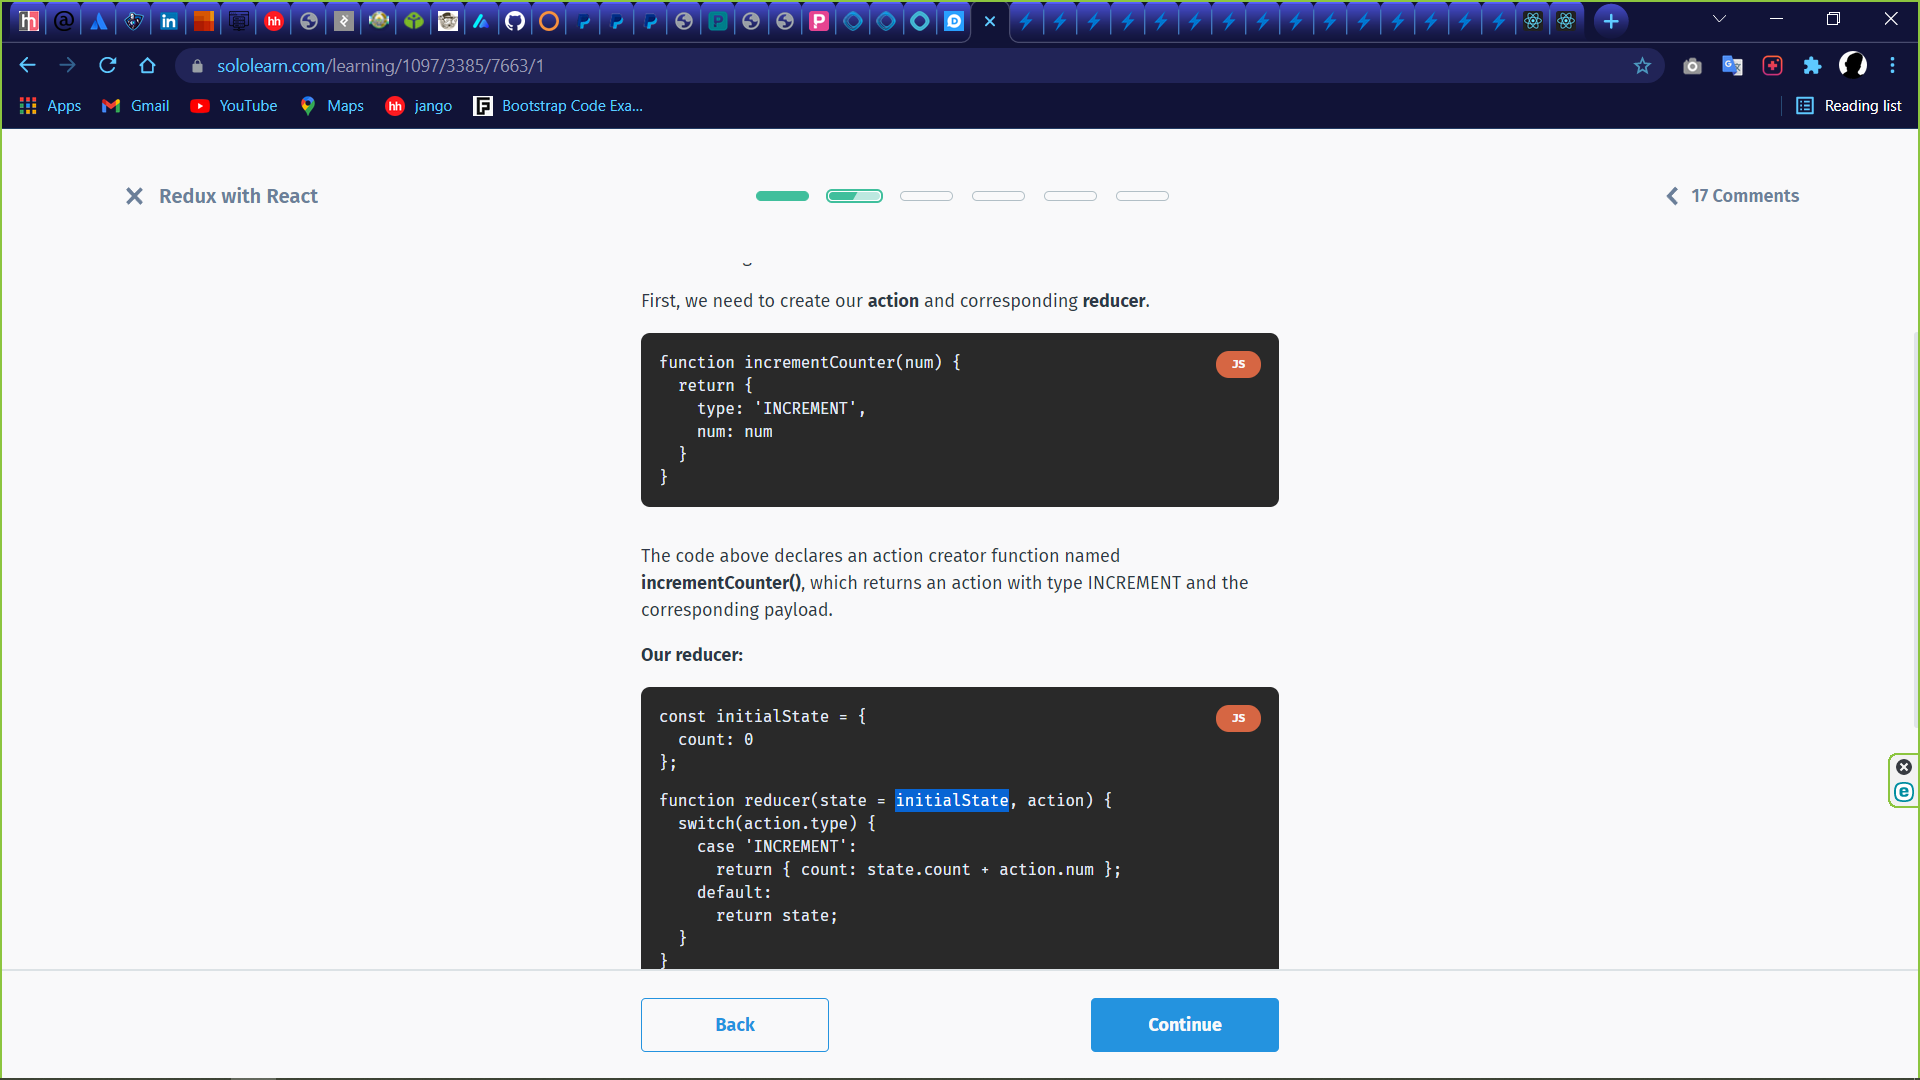 sololearn.com/learning/1097/3385/7663/1
Apps
Gmail
YouTube
Maps
hh
jango
Bootstrap Code Exa...
Reading list
Redux with React
17 Comments
First, we need to create our action and corresponding reducer.
JS
function incrementCounter(num) {
  return {
    type: 'INCREMENT',
    num: num
  }
}
The code above declares an action creator function named
incrementCounter(), which returns an action with type INCREMENT and the
corresponding payload.
Our reducer:
JS
const initialState = {
  count: 0
};
function reducer(state = initialState, action) {
  switch(action.type) {
    case 'INCREMENT':
      return { count: state.count + action.num };
    default:
      return state;
  }
}
Back
Continue